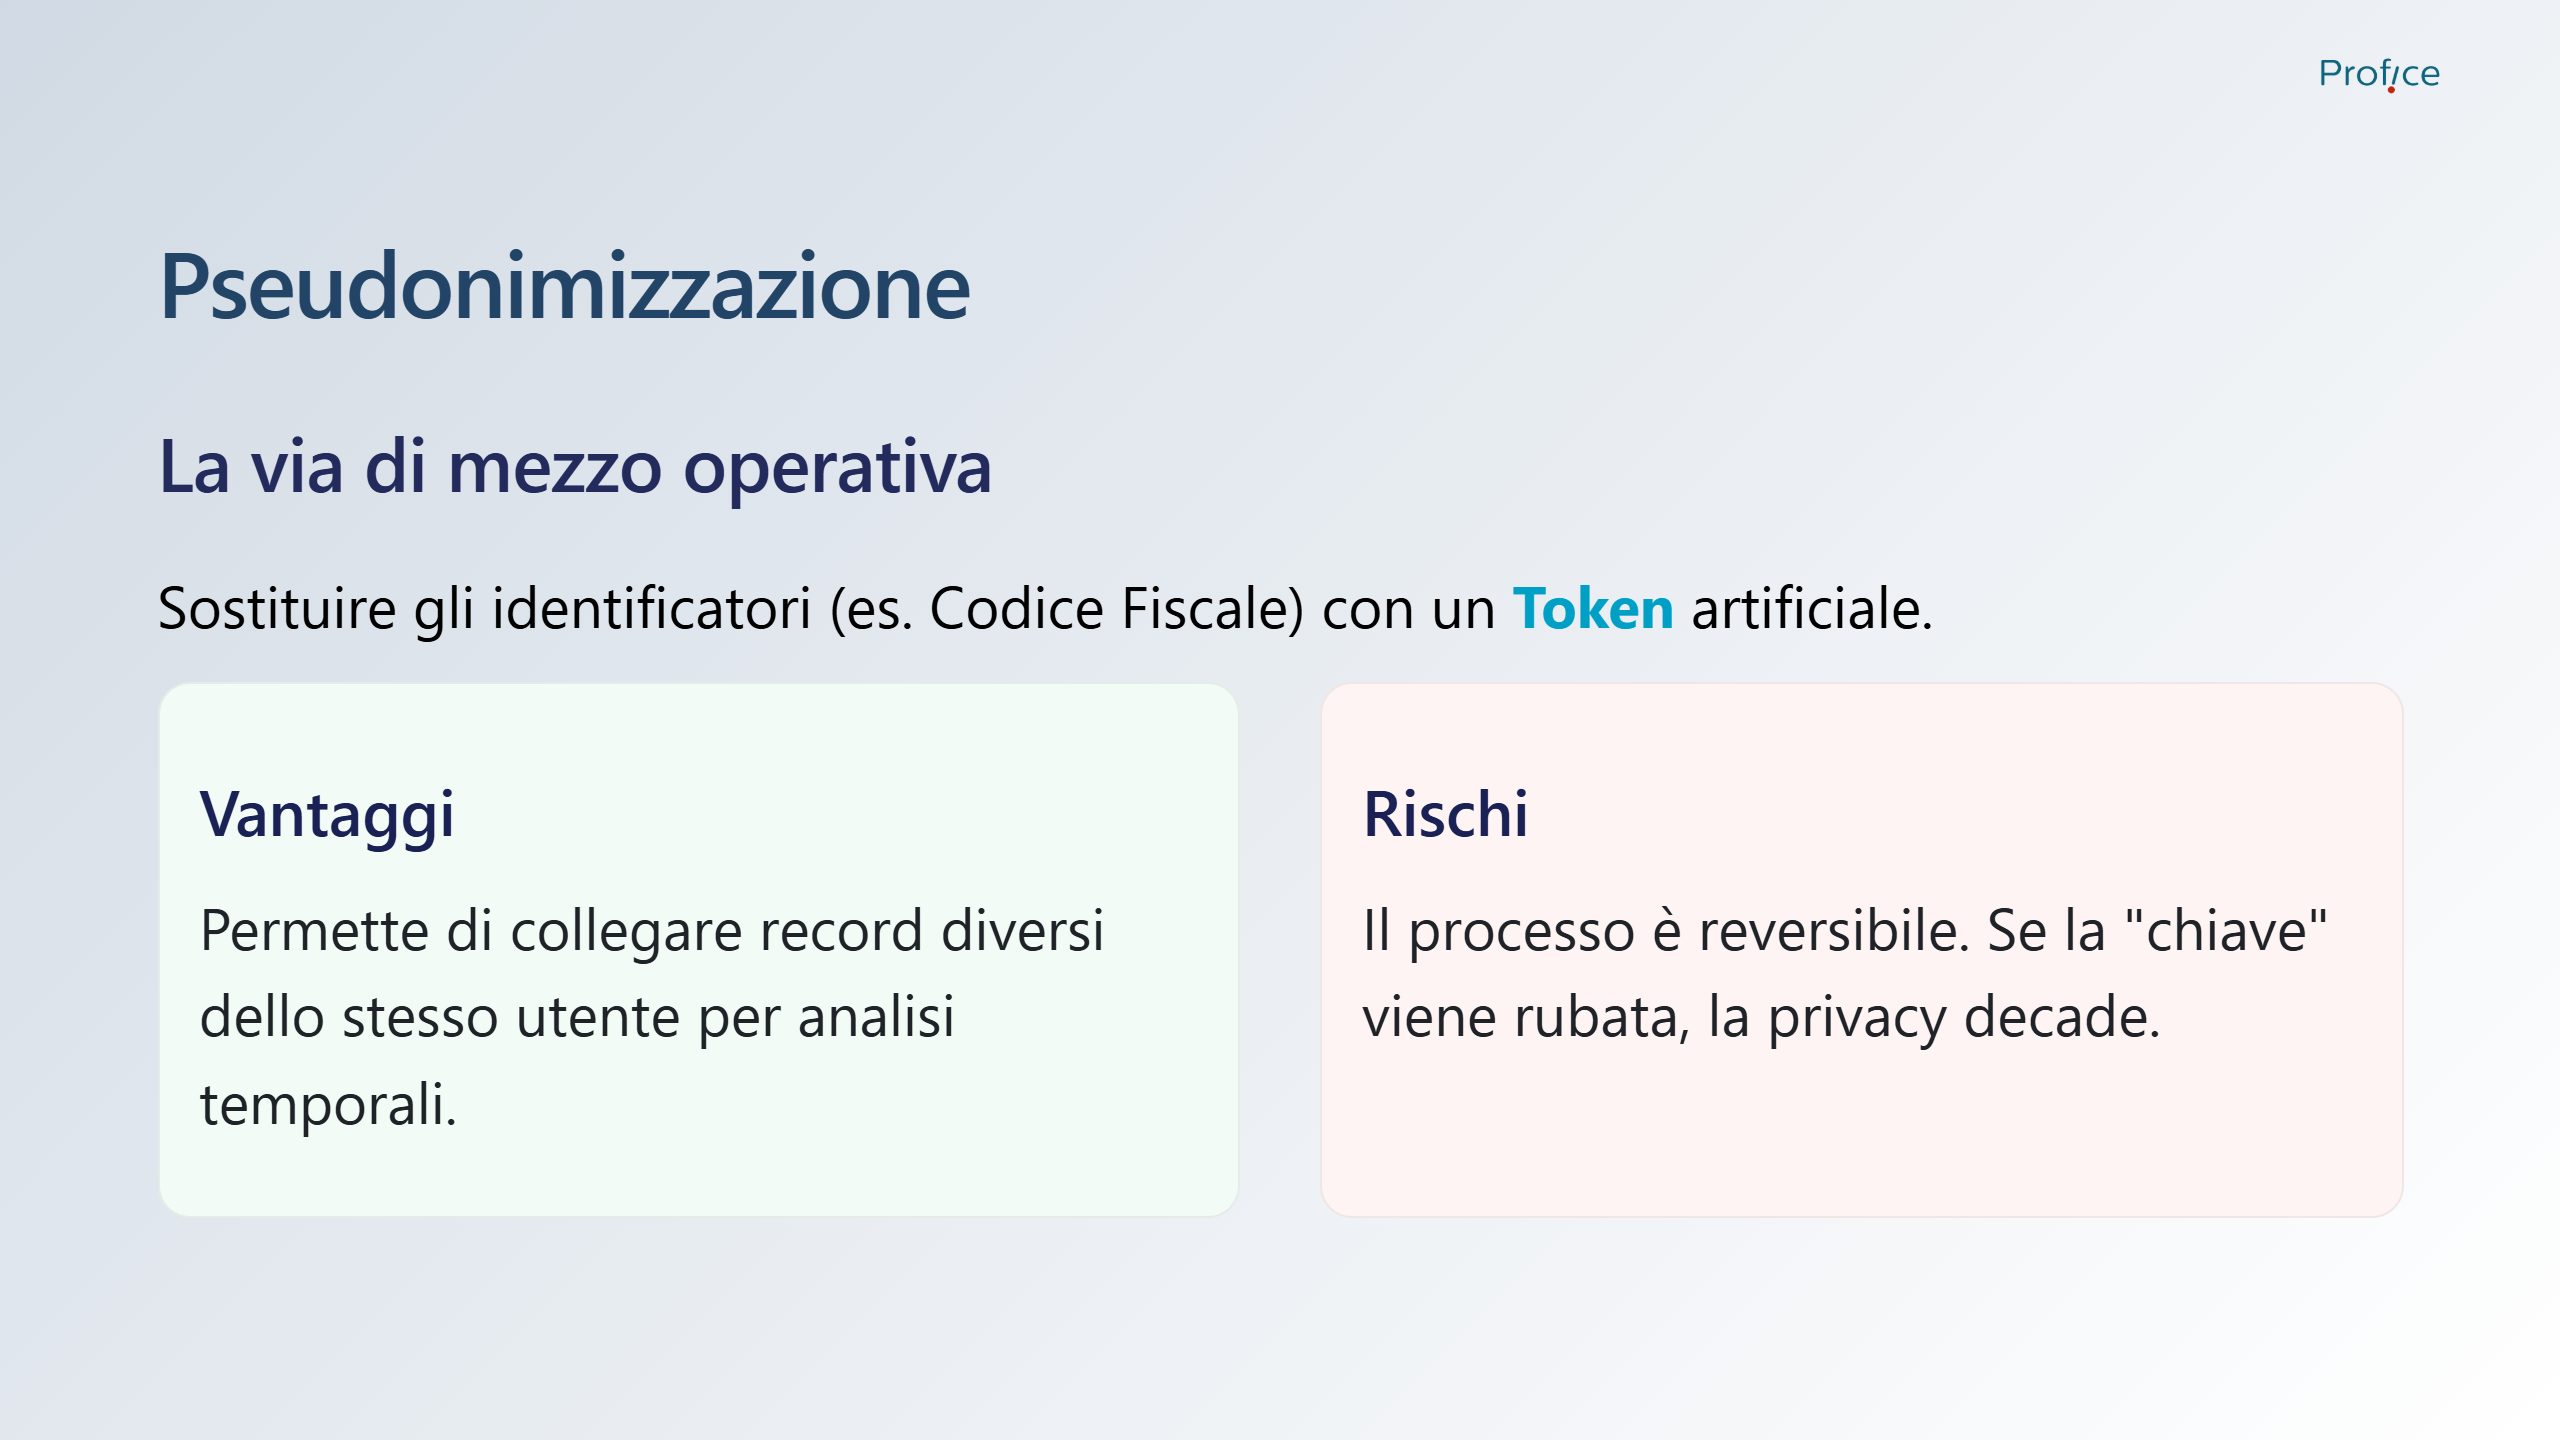 Profice
Pseudonimizzazione
La via di mezzo operativa
Sostituire gli identificatori (es. Codice Fiscale) con un Token artificiale.
Vantaggi
Permette di collegare record diversi
dello stesso utente per analisi
temporali.
Rischi
Il processo è reversibile. Se la "chiave"
viene rubata, la privacy decade.